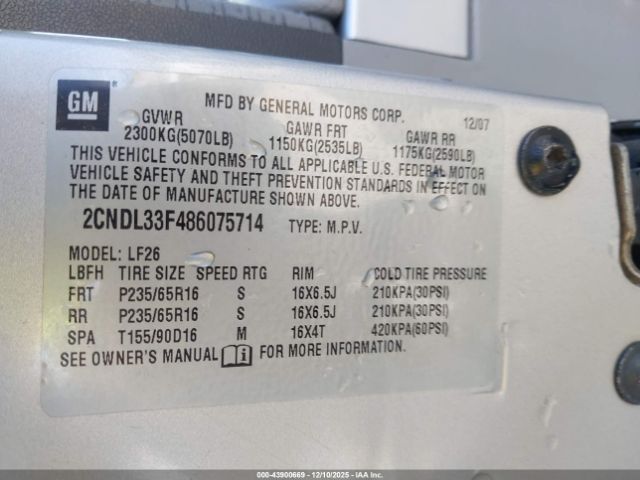 GM ®
MFD BY GENERAL MOTORS CORP.
12/07
GVWR
2300KG(5070LB)
GAWR FRT
1150KG(2535LB)
GAWR RR
1175KG(2590LB)
THIS VEHICLE CONFORMS TO ALL APPLICABLE U.S. FEDERAL MOTOR
VEHICLE SAFETY AND THEFT PREVENTION STANDARDS IN EFFECT ON
THE DATE OF MANUFACTURE SHOWN ABOVE.
2CNDL33F486075714 TYPE: M.P.V.
MODEL: LF26
LBFH TIRE SIZE SPEED RTG RIM COLD TIRE PRESSURE
FRT P235/65R16 S 16X6.5J 210KPA(30PSI)
RR P235/65R16 S 16X6.5J 210KPA(30PSI)
SPA T155/90D16 M 16X4T 420KPA(60PSI)
SEE OWNER'S MANUAL i FOR MORE INFORMATION.
000-43900669 • 12/10/2025 • IAA Inc.